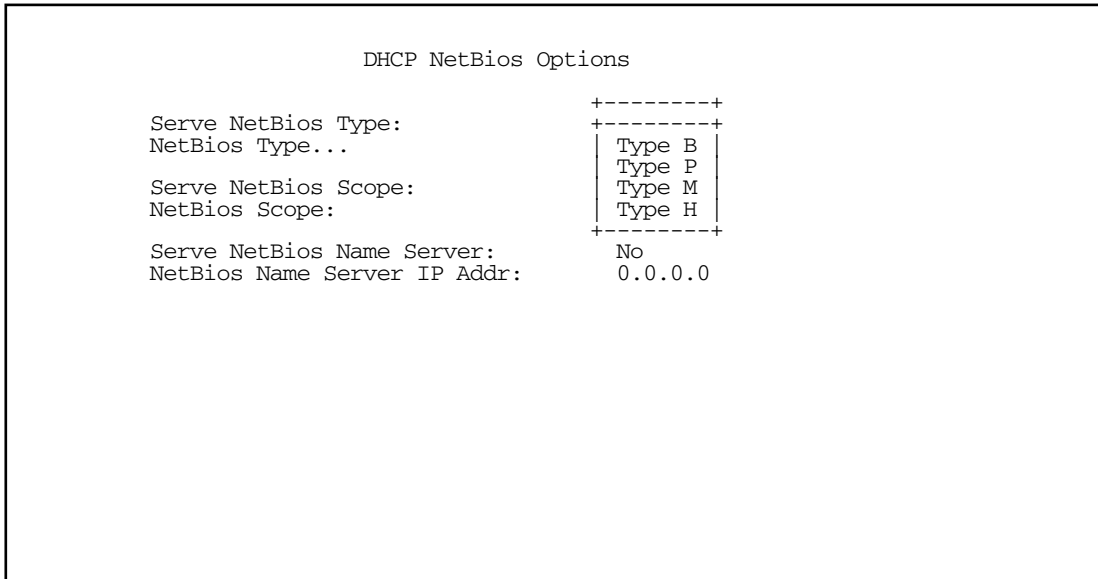 DHCP NetBios Options
+--------+
Serve NetBios Type: +--------+
NetBios Type... | Type B |
| Type P |
Serve NetBios Scope: | Type M |
NetBios Scope: | Type H |
+--------+
Serve NetBios Name Server: No
NetBios Name Server IP Addr: 0.0.0.0